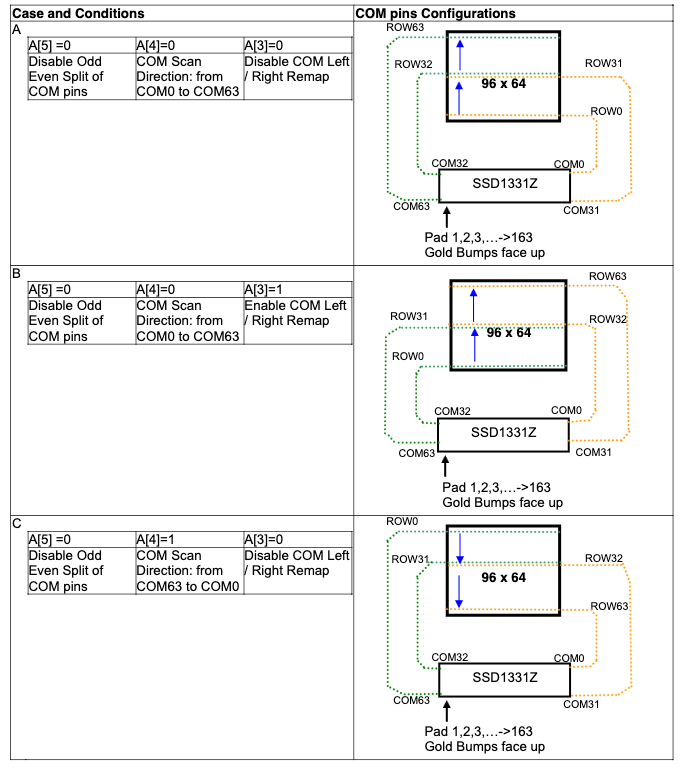 Case and Conditions
COM pins Configurations
A
A[5] =0
A[4]=0
A[3]=0
Disable Odd
Even Split of
COM pins
COM Scan
Direction: from
COM0 to COM63
Disable COM Left
/ Right Remap
ROW63
ROW32
ROW31
96 x 64
ROW0
COM32
COM0
SSD1331Z
COM63
COM31
Pad 1,2,3,…->163
Gold Bumps face up
B
A[5] =0
A[4]=0
A[3]=1
Disable Odd
Even Split of
COM pins
COM Scan
Direction: from
COM0 to COM63
Enable COM Left
/ Right Remap
ROW63
ROW31
ROW32
96 x 64
ROW0
COM32
COM0
SSD1331Z
COM63
COM31
Pad 1,2,3,…->163
Gold Bumps face up
C
A[5] =0
A[4]=1
A[3]=0
Disable Odd
Even Split of
COM pins
COM Scan
Direction: from
COM63 to COM0
Disable COM Left
/ Right Remap
ROW0
ROW31
ROW32
96 x 64
ROW63
COM32
COM0
SSD1331Z
COM63
COM31
Pad 1,2,3,…->163
Gold Bumps face up